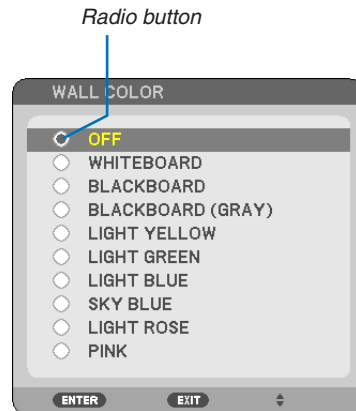 Radio button
WALL COLOR
OFF
WHITEBOARD
BLACKBOARD
BLACKBOARD (GRAY)
LIGHT YELLOW
LIGHT GREEN
LIGHT BLUE
SKY BLUE
LIGHT ROSE
PINK
ENTER EXIT